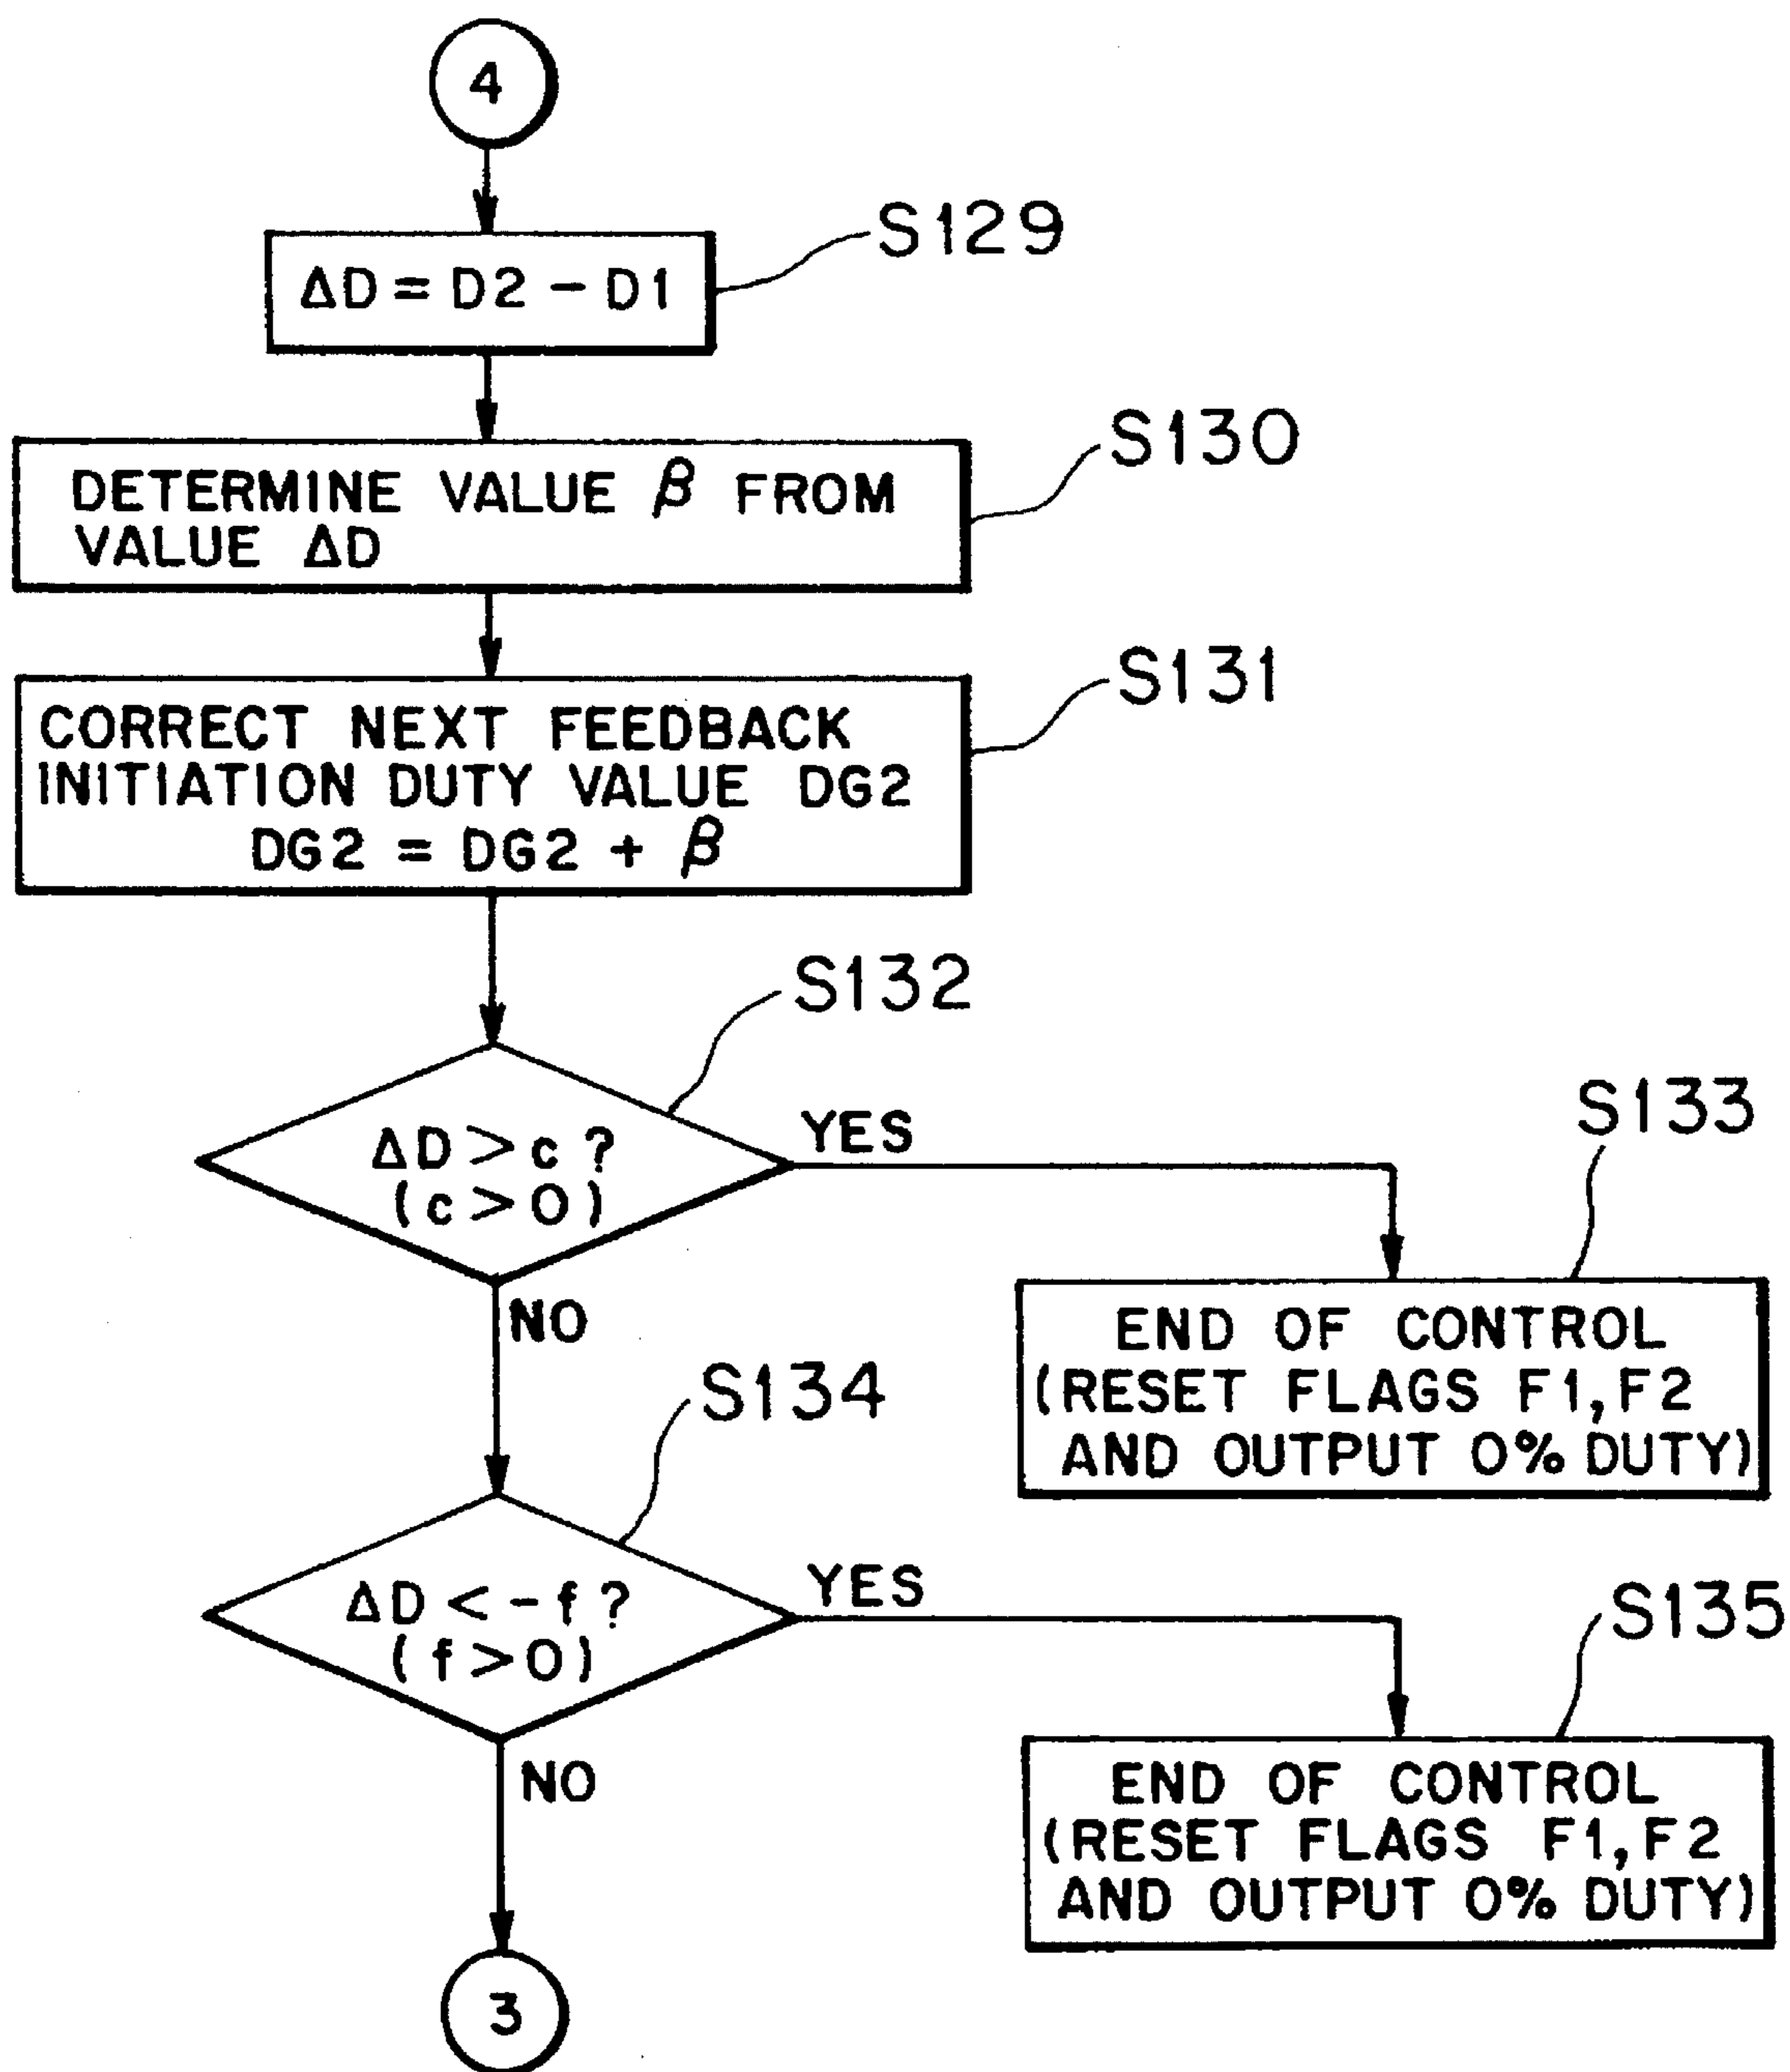 4
S129
ΔD = D2 - D1
S130
DETERMINE VALUE β FROM
VALUE ΔD
S131
CORRECT NEXT FEEDBACK
INITIATION DUTY VALUE DG2
DG2 = DG2 + β
S132
ΔD > c ?
(c > 0)
YES
S133
NO
END OF CONTROL
(RESET FLAGS F1, F2
AND OUTPUT 0% DUTY)
S134
ΔD < -f ?
(f > 0)
YES
S135
NO
END OF CONTROL
(RESET FLAGS F1, F2
AND OUTPUT 0% DUTY)
3